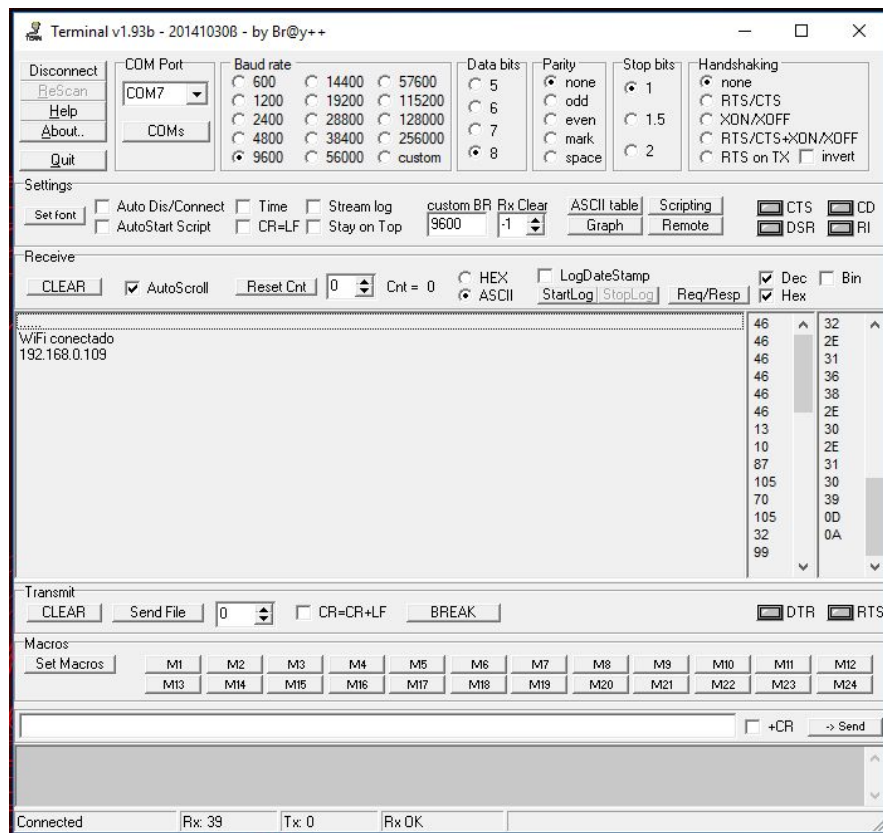 Terminal v1.93b - 20141030ß - by Br@y++
Disconnect
ReScan
Help
About..
Quit
COM Port
COM7
COMs
Baud rate
600 14400 57600
1200 19200 115200
2400 28800 128000
4800 38400 256000
9600 56000 custom
Data bits
5
6
7
8
Parity
none
odd
even
mark
space
Stop bits
1
1.5
2
Handshaking
none
RTS/CTS
XON/XOFF
RTS/CTS+XON/XOFF
RTS on TX invert
Settings
Set font
Auto Dis/Connect Time Stream log
AutoStart Script CR=LF Stay on Top
custom BR Rx Clear
9600 -1
ASCII table Scripting
Graph Remote
CTS CD
DSR RI
Receive
CLEAR AutoScroll Reset Cnt 0 Cnt = 0
HEX
ASCII
LogDateStamp
StartLog StopLog Req/Resp
Dec Bin
Hex
......
WiFi conectado
192.168.0.109
46
46
46
46
46
46
13
10
87
105
70
105
32
99
32
2E
31
36
38
2E
30
2E
31
30
39
0D
0A
Transmit
CLEAR Send File 0 CR=CR+LF BREAK DTR RTS
Macros
Set Macros M1 M2 M3 M4 M5 M6 M7 M8 M9 M10 M11 M12
M13 M14 M15 M16 M17 M18 M19 M20 M21 M22 M23 M24
+CR -> Send
Connected Rx: 39 Tx: 0 Rx OK